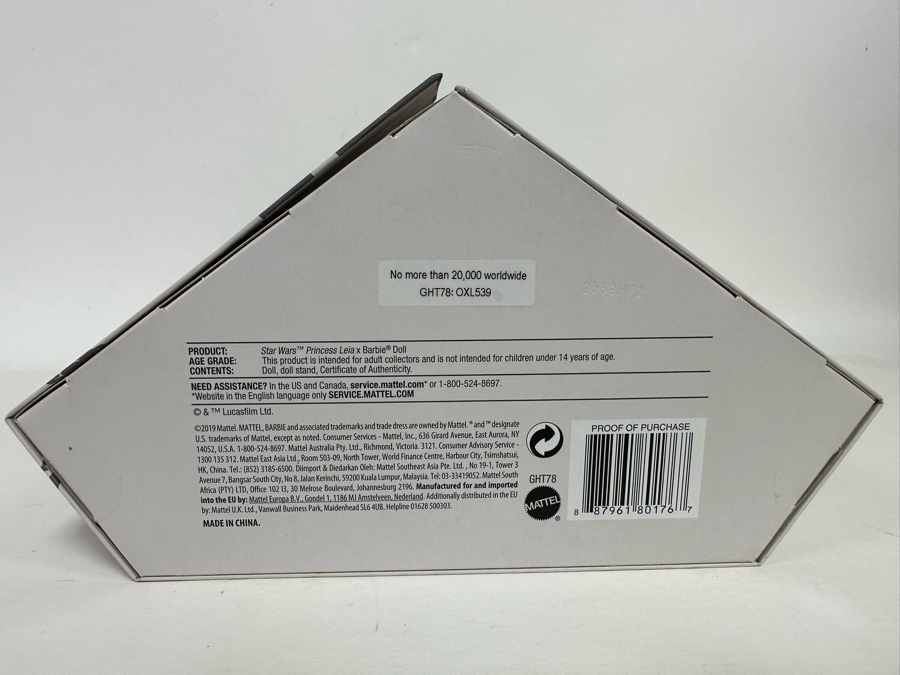 No more than 20,000 worldwide
GHT78: OXL539
PRODUCT: Star Wars™ Princess Leia x Barbie® Doll
AGE GRADE: This product is intended for adult collectors and is not intended for children under 14 years of age.
CONTENTS: Doll, doll stand, Certificate of Authenticity.
NEED ASSISTANCE? In the US and Canada, service.mattel.com* or 1-800-524-8697.
*Website in the English language only SERVICE.MATTEL.COM
© & ™ Lucasfilm Ltd.
©2019 Mattel. MATTEL, BARBIE and associated trademarks and trade dress are owned by Mattel. ® and ™ designate
U.S. trademarks of Mattel, except as noted. Consumer Services - Mattel, Inc., 636 Girard Avenue, East Aurora, NY
14052, U.S.A. 1-800-524-8697. Mattel Australia Pty. Ltd., Richmond, Victoria. 3121. Consumer Advisory Service -
1300 135 312. Mattel East Asia Ltd., Room 503-09, North Tower, World Finance Centre, Harbour City, Tsimshatsui,
HK, China. Tel.: (852) 3185-6500. Diimport & Diedarkan Oleh: Mattel Southeast Asia Pte. Ltd., No 19-1, Tower 3
Avenue 7, Bangsar South City, No 8, Jalan Kerinchi, 59200 Kuala Lumpur, Malaysia. Tel: 03-33419052. Mattel South
Africa (PTY) LTD, Office 102 I3, 30 Melrose Boulevard, Johannesburg 2196. Manufactured for and imported
into the EU by: Mattel Europa B.V., Gondel 1, 1186 MJ Amstelveen, Nederland. Additionally distributed in the EU
by: Mattel U.K. Ltd., Vanwall Business Park, Maidenhead SL6 4UB. Helpline 01628 500303.
MADE IN CHINA.
GHT78
MATTEL®
PROOF OF PURCHASE
8 87961 80176 7